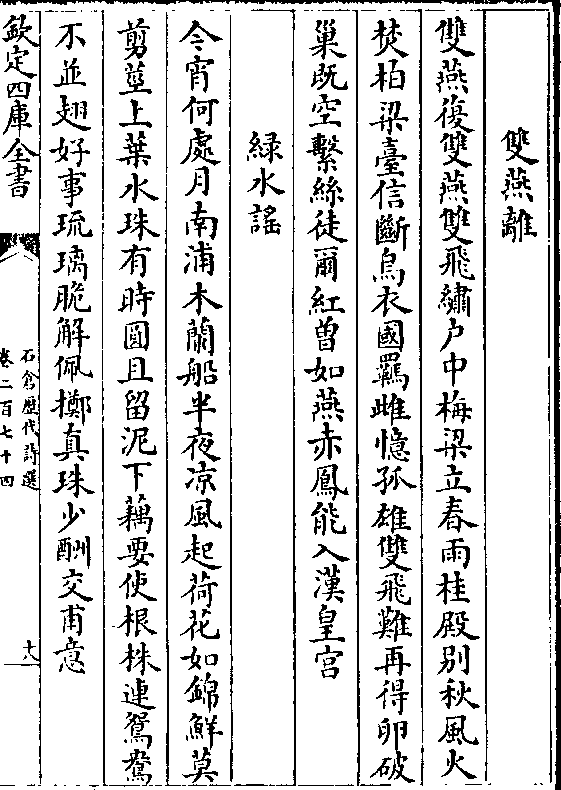 雙燕離
雙燕復雙燕雙飛繡户中梅梁立春雨桂殿别秋風火
焚柏梁臺信斷烏衣國羈雌憶孤雄雙飛難再得卵破
巢既空繫絲徒爾紅曽如燕赤鳳能入漢皇宫
緑水謡
今宵何處月南浦木蘭船半夜凉風起荷花如錦鮮莫
剪莖上葉水珠有時圓且留泥下藕要使根株連鴛鴦
不並翅好事琉璃脆解佩擲真珠少酬交甫意
欽定四庫全書
石倉歷代詩選
卷二百七十四
十八